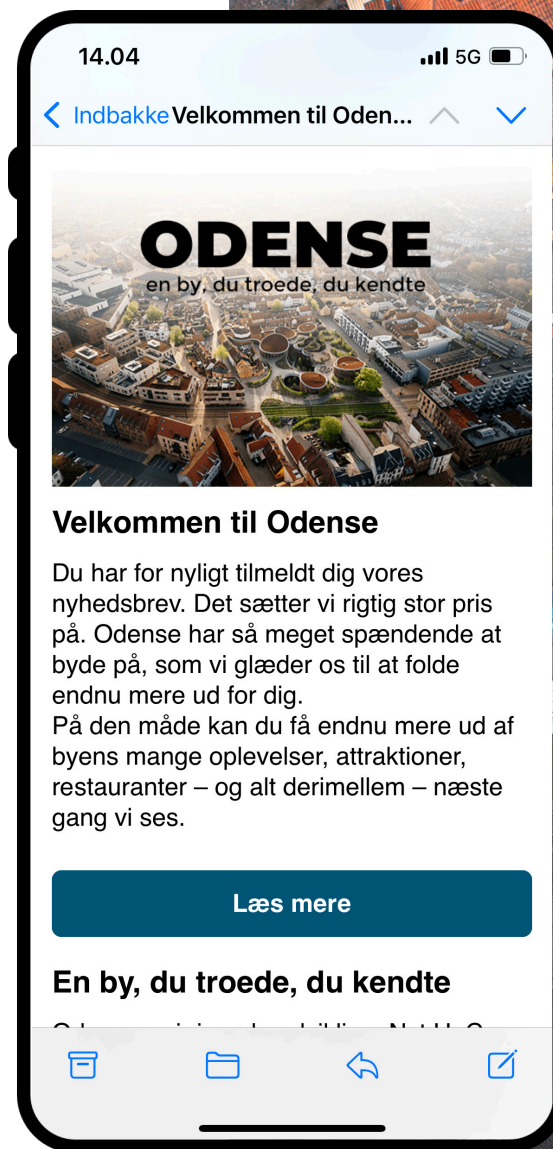 14.04
5G
Indbakke Velkommen til Oden...
ODENSE
en by, du troede, du kendte
Velkommen til Odense
Du har for nyligt tilmeldt dig vores
nyhedsbrev. Det sætter vi rigtig stor pris
på. Odense har så meget spændende at
byde på, som vi glæder os til at folde
endnu mere ud for dig.
På den måde kan du få endnu mere ud af
byens mange oplevelser, attraktioner,
restauranter – og alt derimellem – næste
gang vi ses.
Læs mere
En by, du troede, du kendte